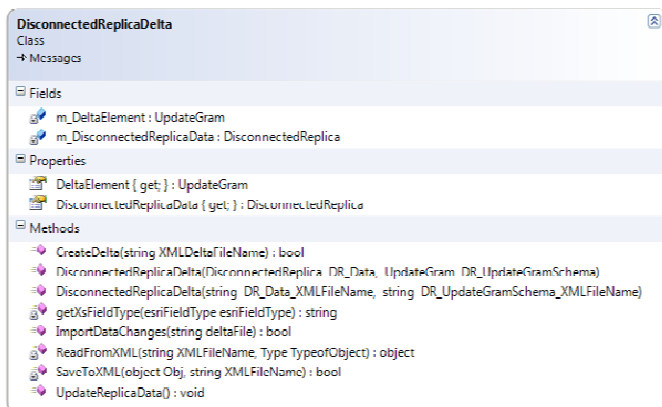 DisconnectedReplicaDelta
Class
Messages
Fields
m_DeltaElement : UpdateGram
m_DisconnectedReplicaData : DisconnectedReplica
Properties
DeltaElement { get; } : UpdateGram
DisconnectedReplicaData { get; } : DisconnectedReplica
Methods
CreateDelta(string XMLDeltaFileName) : bool
DisconnectedReplicaDelta(DisconnectedReplica DR_Data, UpdateGram DR_UpdateGramSchema)
DisconnectedReplicaDelta(string DR_Data_XMLFileName, string DR_UpdateGramSchema_XMLFileName)
getXsFieldType(esriFieldType esriFieldType) : string
ImportDataChanges(string deltaFile) : bool
ReadFromXML(string XMLFileName, Type TypeofObject) : object
SaveToXML(object Obj, string XMLFileName) : bool
UpdateReplicaData() : void